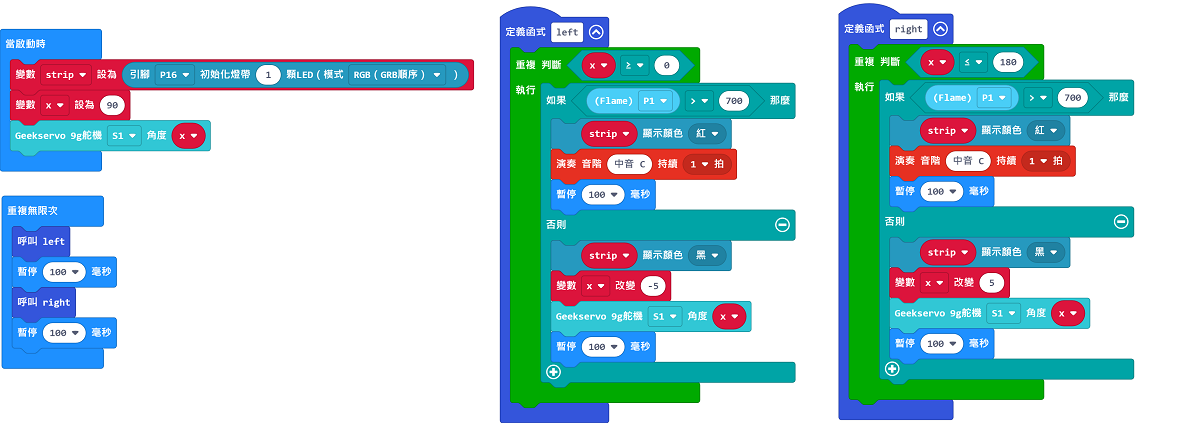 當啟動時
變數 strip 設為 引腳 P16 初始化燈帶 1 顆LED(模式 RGB(GRB順序) )
變數 x 設為 90
Geekservo 9g舵機 S1 角度 x
重複無限次
呼叫 left
暫停 100 毫秒
呼叫 right
暫停 100 毫秒
定義函式 left
重複 判斷 x ≥ 0
執行
如果 (Flame) P1 > 700 那麼
strip 顯示顏色 紅
演奏 音階 中音 C 持續 1 拍
暫停 100 毫秒
否則
strip 顯示顏色 黑
變數 x 改變 -5
Geekservo 9g舵機 S1 角度 x
暫停 100 毫秒
定義函式 right
重複 判斷 x ≤ 180
執行
如果 (Flame) P1 > 700 那麼
strip 顯示顏色 紅
演奏 音階 中音 C 持續 1 拍
暫停 100 毫秒
否則
strip 顯示顏色 黑
變數 x 改變 5
Geekservo 9g舵機 S1 角度 x
暫停 100 毫秒